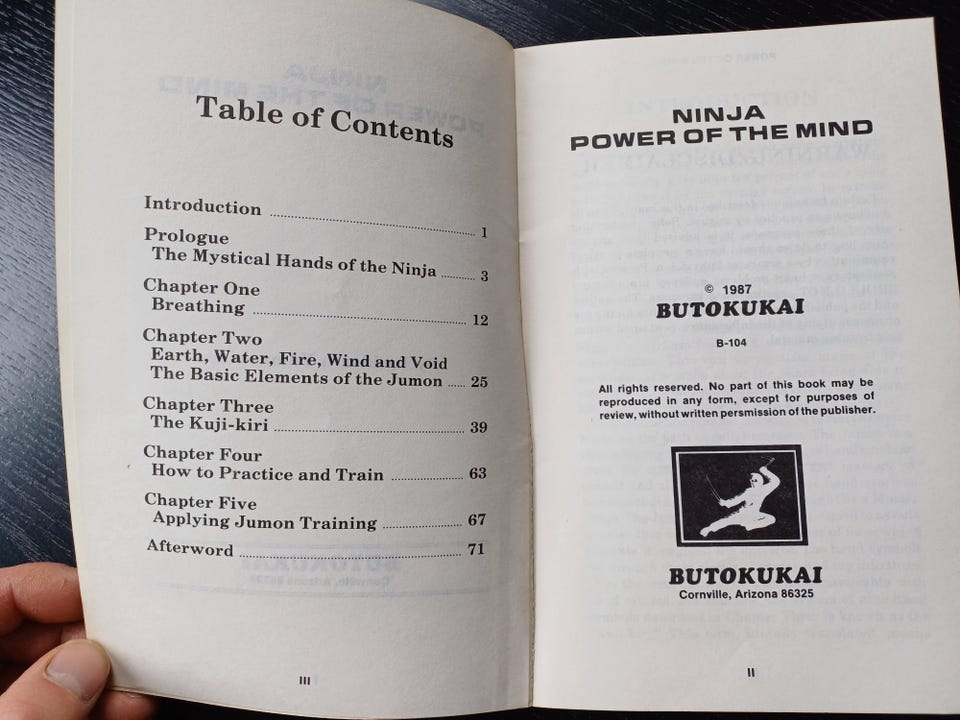 Table of Contents
Introduction ........ 1
Prologue
The Mystical Hands of the Ninja ........ 3
Chapter One
Breathing ........ 12
Chapter Two
Earth, Water, Fire, Wind and Void
The Basic Elements of the Jumon ...... 25
Chapter Three
The Kuji-kiri ........ 39
Chapter Four
How to Practice and Train ........ 63
Chapter Five
Applying Jumon Training ........ 67
Afterword ........ 71
III
NINJA
POWER OF THE MIND
© 1987
BUTOKUKAI
B-104
All rights reserved. No part of this book may be
reproduced in any form, except for purposes of
review, without written persmission of the publisher.
BUTOKUKAI
Cornville, Arizona 86325
II